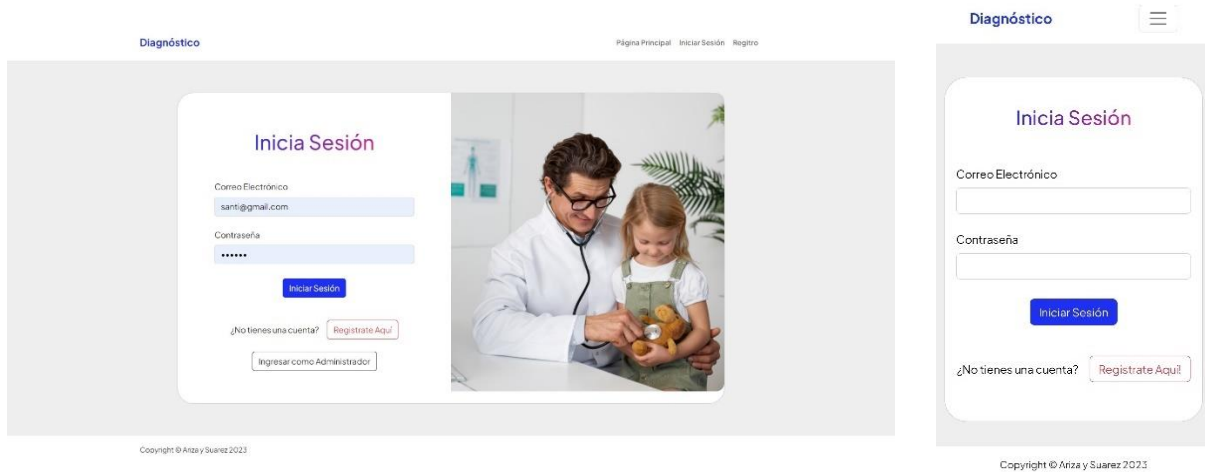 Diagnóstico
Página Principal Iniciar Sesión Regitro
Inicia Sesión
Correo Electrónico
santi@gmail.com
Contraseña
••••••
Iniciar Sesión
¿No tienes una cuenta? Registrate Aquí
Ingresar como Administrador
Copyright © Ariza y Suarez 2023
Diagnóstico
Inicia Sesión
Correo Electrónico
Contraseña
Iniciar Sesión
¿No tienes una cuenta? Registrate Aquí!
Copyright © Ariza y Suarez 2023